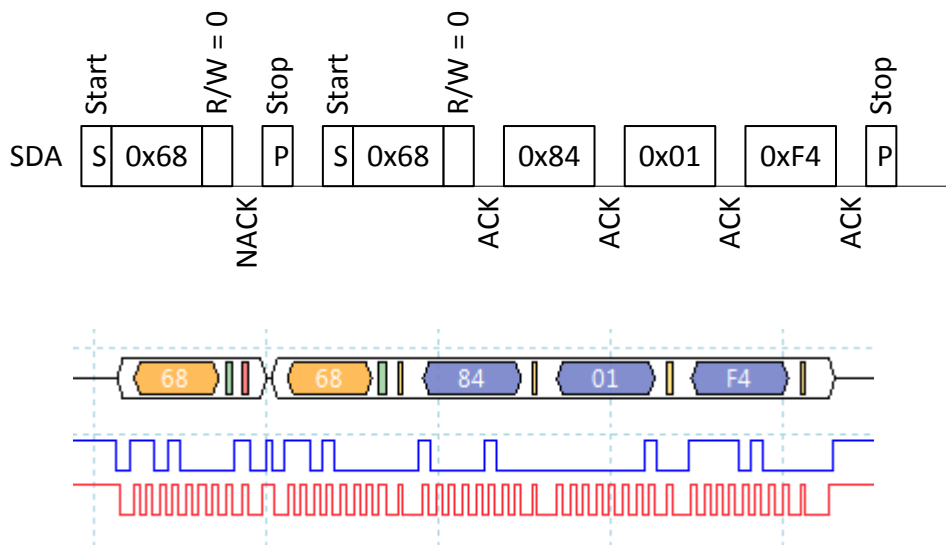 Start
R/W = 0
Stop
Start
R/W = 0
Stop
SDA S 0x68 P S 0x68 0x84 0x01 0xF4 P
NACK
ACK
ACK
ACK
ACK
68 68 84 01 F4